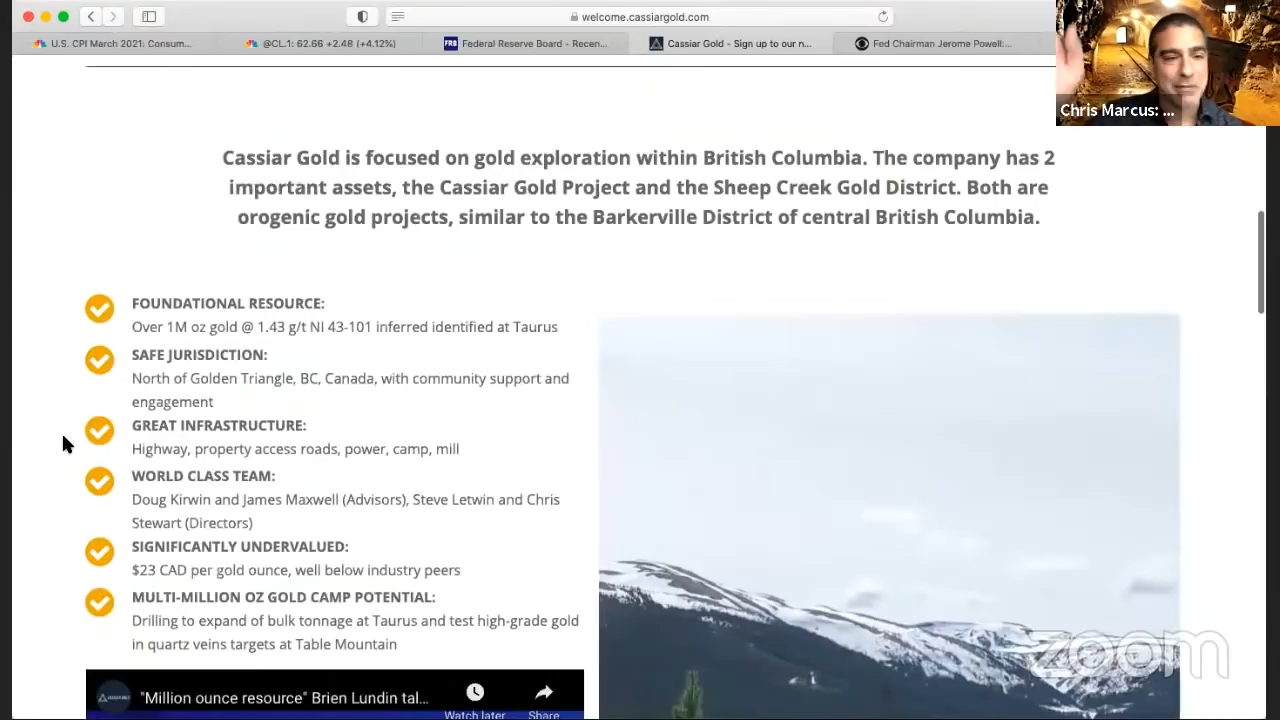 welcome.cassiargold.com
U.S. CPI March 2021: Consum...
@CL.1: 62.66 +2.48 (+4.12%)
FRB
Federal Reserve Board - Recen...
Cassiar Gold - Sign up to our n...
Fed Chairman Jerome Powell:...
Chris Marcus: ...
Cassiar Gold is focused on gold exploration within British Columbia. The company has 2
important assets, the Cassiar Gold Project and the Sheep Creek Gold District. Both are
orogenic gold projects, similar to the Barkerville District of central British Columbia.
FOUNDATIONAL RESOURCE:
Over 1M oz gold @ 1.43 g/t NI 43-101 inferred identified at Taurus
SAFE JURISDICTION:
North of Golden Triangle, BC, Canada, with community support and
engagement
GREAT INFRASTRUCTURE:
Highway, property access roads, power, camp, mill
WORLD CLASS TEAM:
Doug Kirwin and James Maxwell (Advisors), Steve Letwin and Chris
Stewart (Directors)
SIGNIFICANTLY UNDERVALUED:
$23 CAD per gold ounce, well below industry peers
MULTI-MILLION OZ GOLD CAMP POTENTIAL:
Drilling to expand of bulk tonnage at Taurus and test high-grade gold
in quartz veins targets at Table Mountain
"Million ounce resource" Brien Lundin tal...
Watch later
Share
zoom